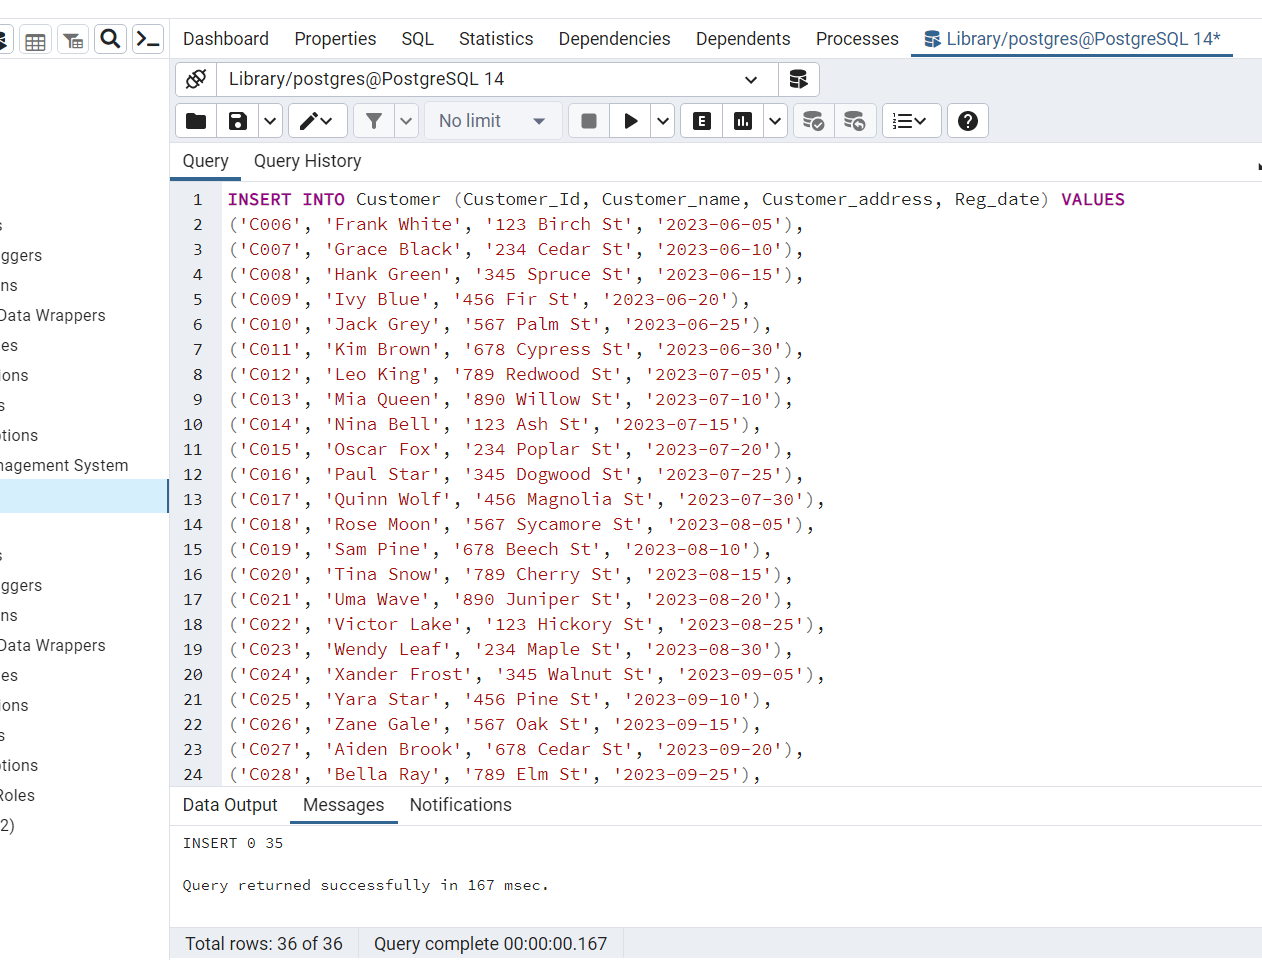 Dashboard Properties SQL Statistics Dependencies Dependents Processes Library/postgres@PostgreSQL 14*
Library/postgres@PostgreSQL 14
No limit
E
Query Query History
1 INSERT INTO Customer (Customer_Id, Customer_name, Customer_address, Reg_date) VALUES
2 ('C006', 'Frank White', '123 Birch St', '2023-06-05'),
3 ('C007', 'Grace Black', '234 Cedar St', '2023-06-10'),
4 ('C008', 'Hank Green', '345 Spruce St', '2023-06-15'),
5 ('C009', 'Ivy Blue', '456 Fir St', '2023-06-20'),
6 ('C010', 'Jack Grey', '567 Palm St', '2023-06-25'),
7 ('C011', 'Kim Brown', '678 Cypress St', '2023-06-30'),
8 ('C012', 'Leo King', '789 Redwood St', '2023-07-05'),
9 ('C013', 'Mia Queen', '890 Willow St', '2023-07-10'),
10 ('C014', 'Nina Bell', '123 Ash St', '2023-07-15'),
11 ('C015', 'Oscar Fox', '234 Poplar St', '2023-07-20'),
12 ('C016', 'Paul Star', '345 Dogwood St', '2023-07-25'),
13 ('C017', 'Quinn Wolf', '456 Magnolia St', '2023-07-30'),
14 ('C018', 'Rose Moon', '567 Sycamore St', '2023-08-05'),
15 ('C019', 'Sam Pine', '678 Beech St', '2023-08-10'),
16 ('C020', 'Tina Snow', '789 Cherry St', '2023-08-15'),
17 ('C021', 'Uma Wave', '890 Juniper St', '2023-08-20'),
18 ('C022', 'Victor Lake', '123 Hickory St', '2023-08-25'),
19 ('C023', 'Wendy Leaf', '234 Maple St', '2023-08-30'),
20 ('C024', 'Xander Frost', '345 Walnut St', '2023-09-05'),
21 ('C025', 'Yara Star', '456 Pine St', '2023-09-10'),
22 ('C026', 'Zane Gale', '567 Oak St', '2023-09-15'),
23 ('C027', 'Aiden Brook', '678 Cedar St', '2023-09-20'),
24 ('C028', 'Bella Ray', '789 Elm St', '2023-09-25'),
Data Output Messages Notifications
INSERT 0 35
Query returned successfully in 167 msec.
Total rows: 36 of 36 Query complete 00:00:00.167
s
ggers
ns
Data Wrappers
es
ions
s
otions
nagement System
s
ggers
ns
Data Wrappers
es
ions
s
otions
Roles
2)